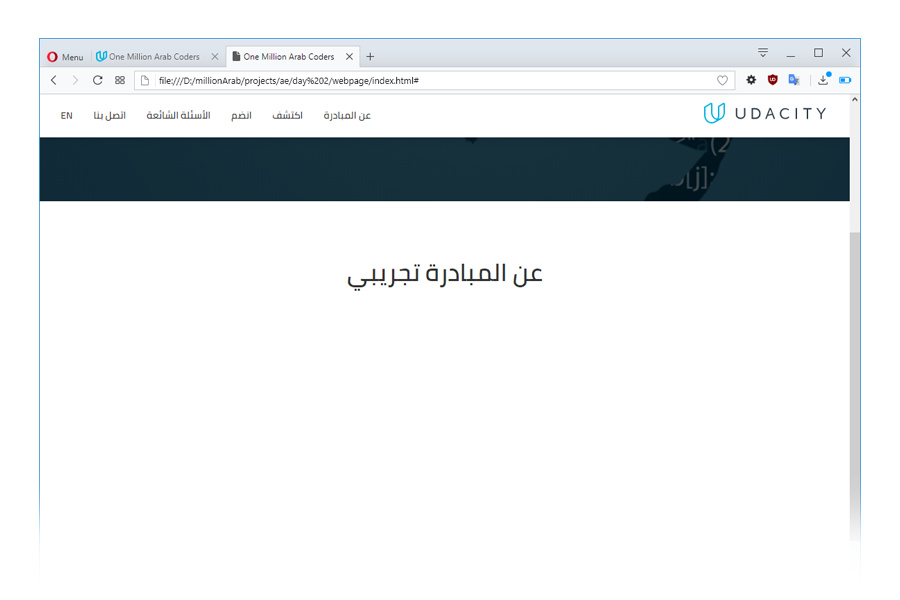 Menu
One Million Arab Coders
One Million Arab Coders
file:///D:/millionArab/projects/ae/day%202/webpage/index.html#
UDACITY
عن المبادرة
اكتشف
انضم
الأسئلة الشائعة
اتصل بنا
EN
(2
[j];
عن المبادرة تجريبي